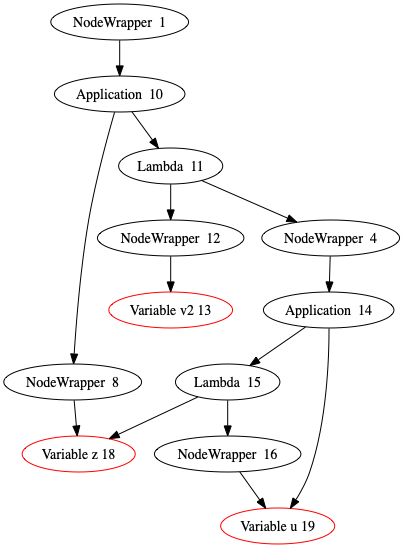 NodeWrapper 1
Application 10
Lambda 11
NodeWrapper 12
NodeWrapper 4
Variable v2 13
Application 14
NodeWrapper 8
Lambda 15
Variable z 18
NodeWrapper 16
Variable u 19